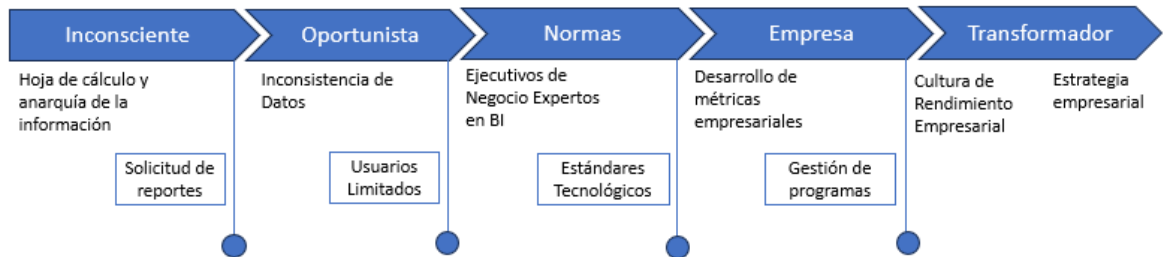 Inconsciente
Oportunista
Normas
Empresa
Transformador
Hoja de cálculo y
anarquía de la
información
Solicitud de
reportes
Inconsistencia de
Datos
Usuarios
Limitados
Ejecutivos de
Negocio Expertos
en BI
Estándares
Tecnológicos
Desarrollo de
métricas
empresariales
Gestión de
programas
Cultura de
Rendimiento
Empresarial
Estrategia
empresarial